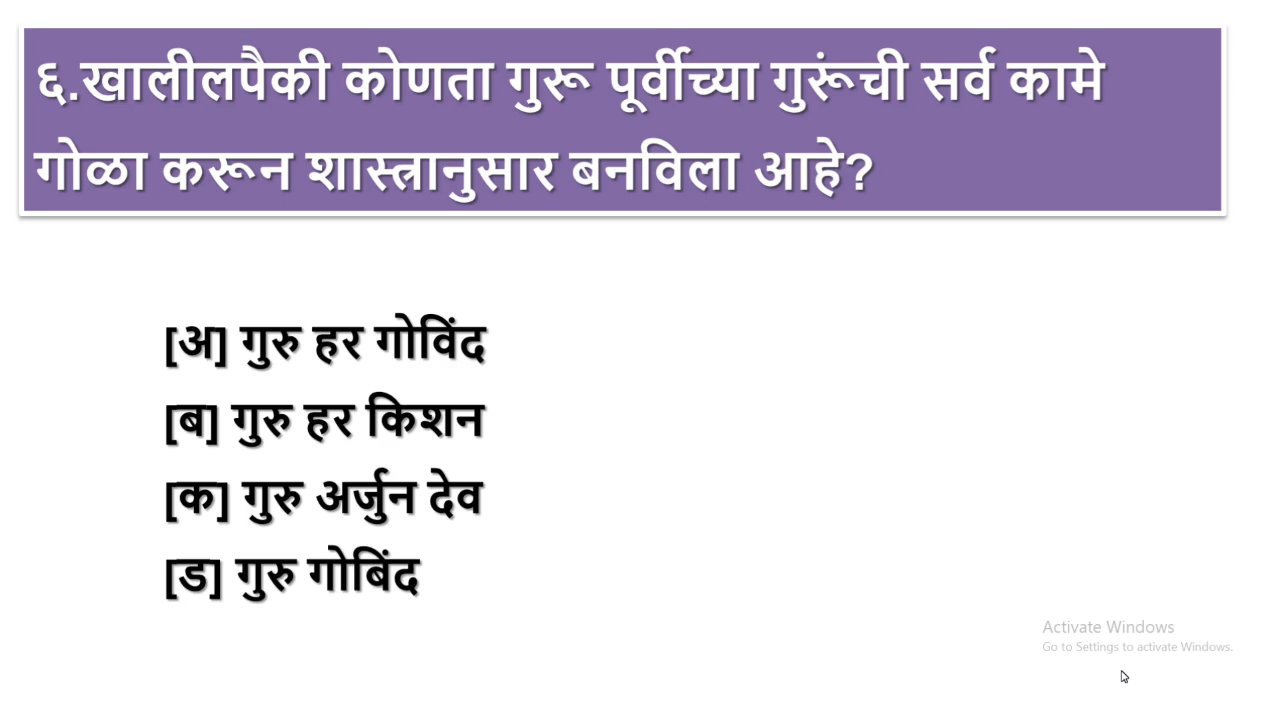 ६.खालीलपैकी कोणता गुरू पूर्वीच्या गुरूंची सर्व कामे
गोळा करून शास्त्रानुसार बनविला आहे?
[अ] गुरु हर गोविंद
[ब] गुरु हर किशन
[क] गुरु अर्जुन देव
[ड] गुरु गोबिंद
Activate Windows
Go to Settings to activate Windows.